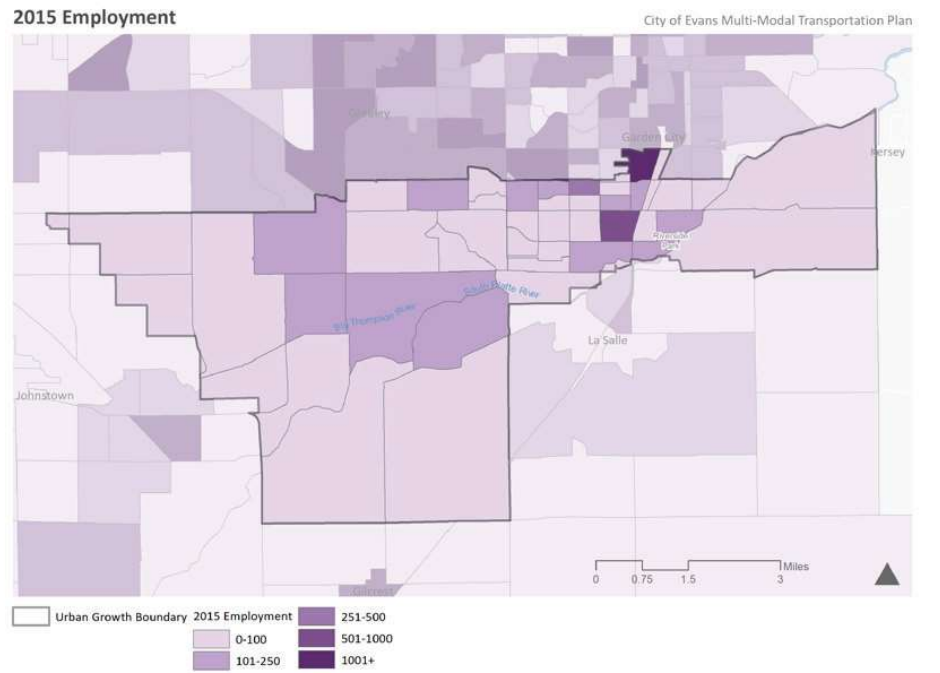 2015 Employment
City of Evans Multi-Modal Transportation Plan
Greeley
Garden City
Kersey
Riverside
Park
South Platte River
Big Thompson River
La Salle
Johnstown
Miles
0 0.75 1.5 3
Gilcrest
Urban Growth Boundary 2015 Employment
0-100
101-250
251-500
501-1000
1001+